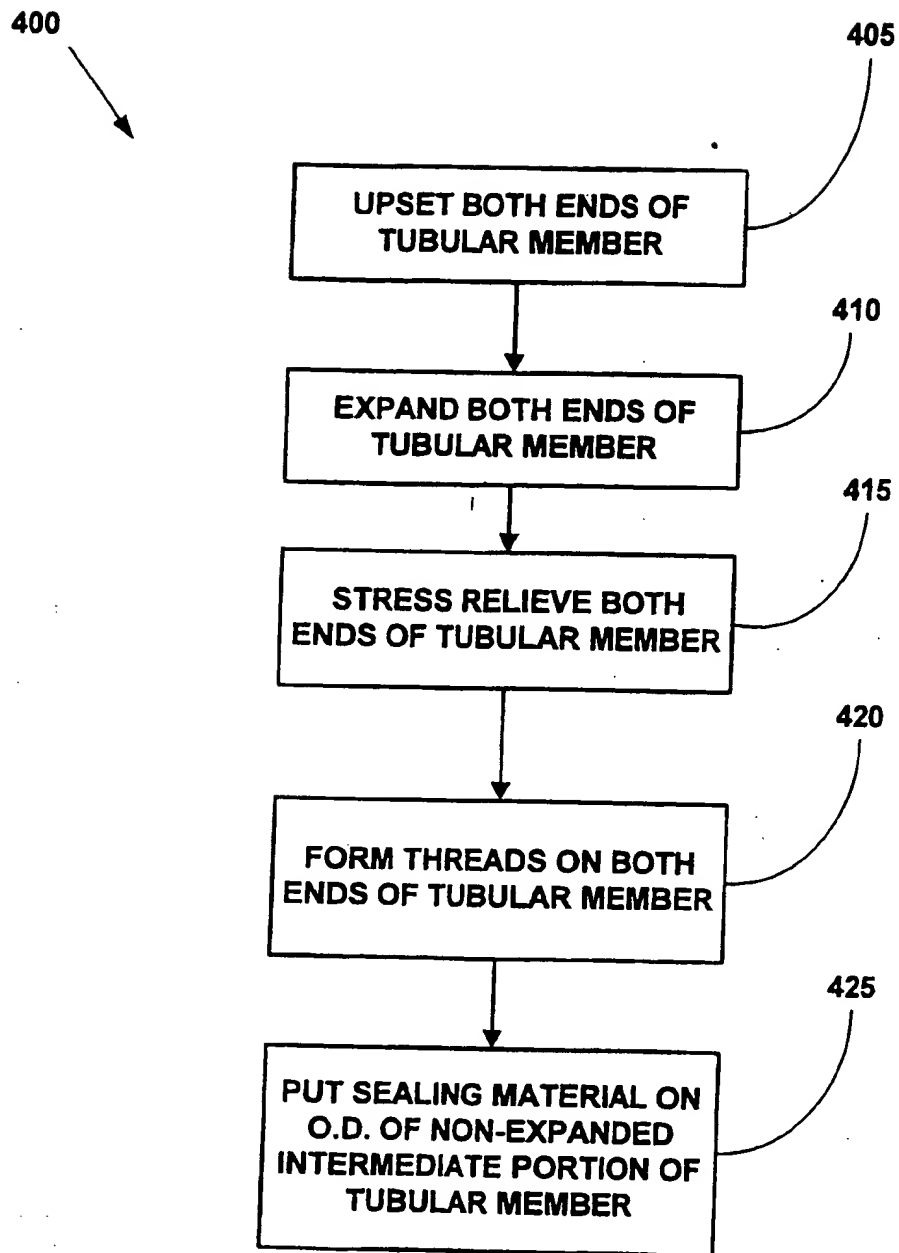 400
405
UPSET BOTH ENDS OF
TUBULAR MEMBER
410
EXPAND BOTH ENDS OF
TUBULAR MEMBER
415
STRESS RELIEVE BOTH
ENDS OF TUBULAR MEMBER
420
FORM THREADS ON BOTH
ENDS OF TUBULAR MEMBER
425
PUT SEALING MATERIAL ON
O.D. OF NON-EXPANDED
INTERMEDIATE PORTION OF
TUBULAR MEMBER